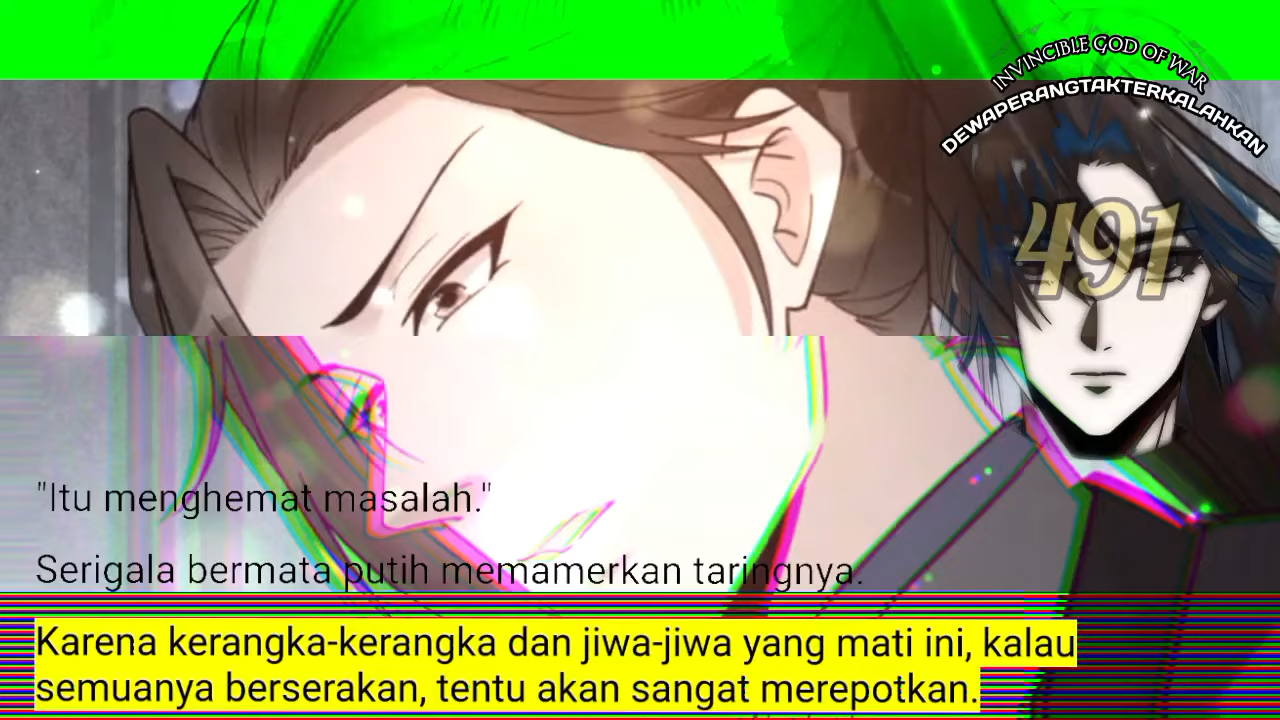 INVINCIBLE GOD OF WAR
DEWAPERANGTAKTERKALAHKAN
491
"Itu menghemat masalah."
Serigala bermata putih memamerkan taringnya.
Karena kerangka-kerangka dan jiwa-jiwa yang mati ini, kalau
semuanya berserakan, tentu akan sangat merepotkan.